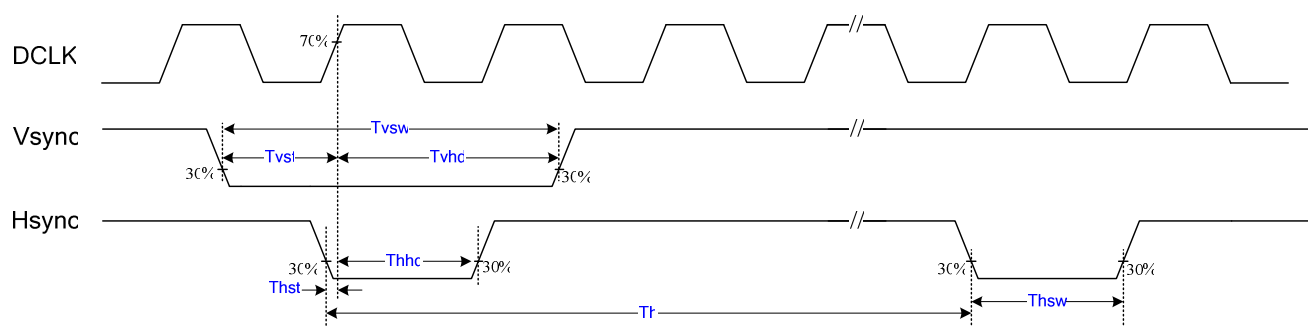 DCLK
70%
Vsync
Tvsw
Tvst
Tvhd
30%
30%
Hsync
Thhd
30%
30%
30%
30%
Thst
Th
Thsw